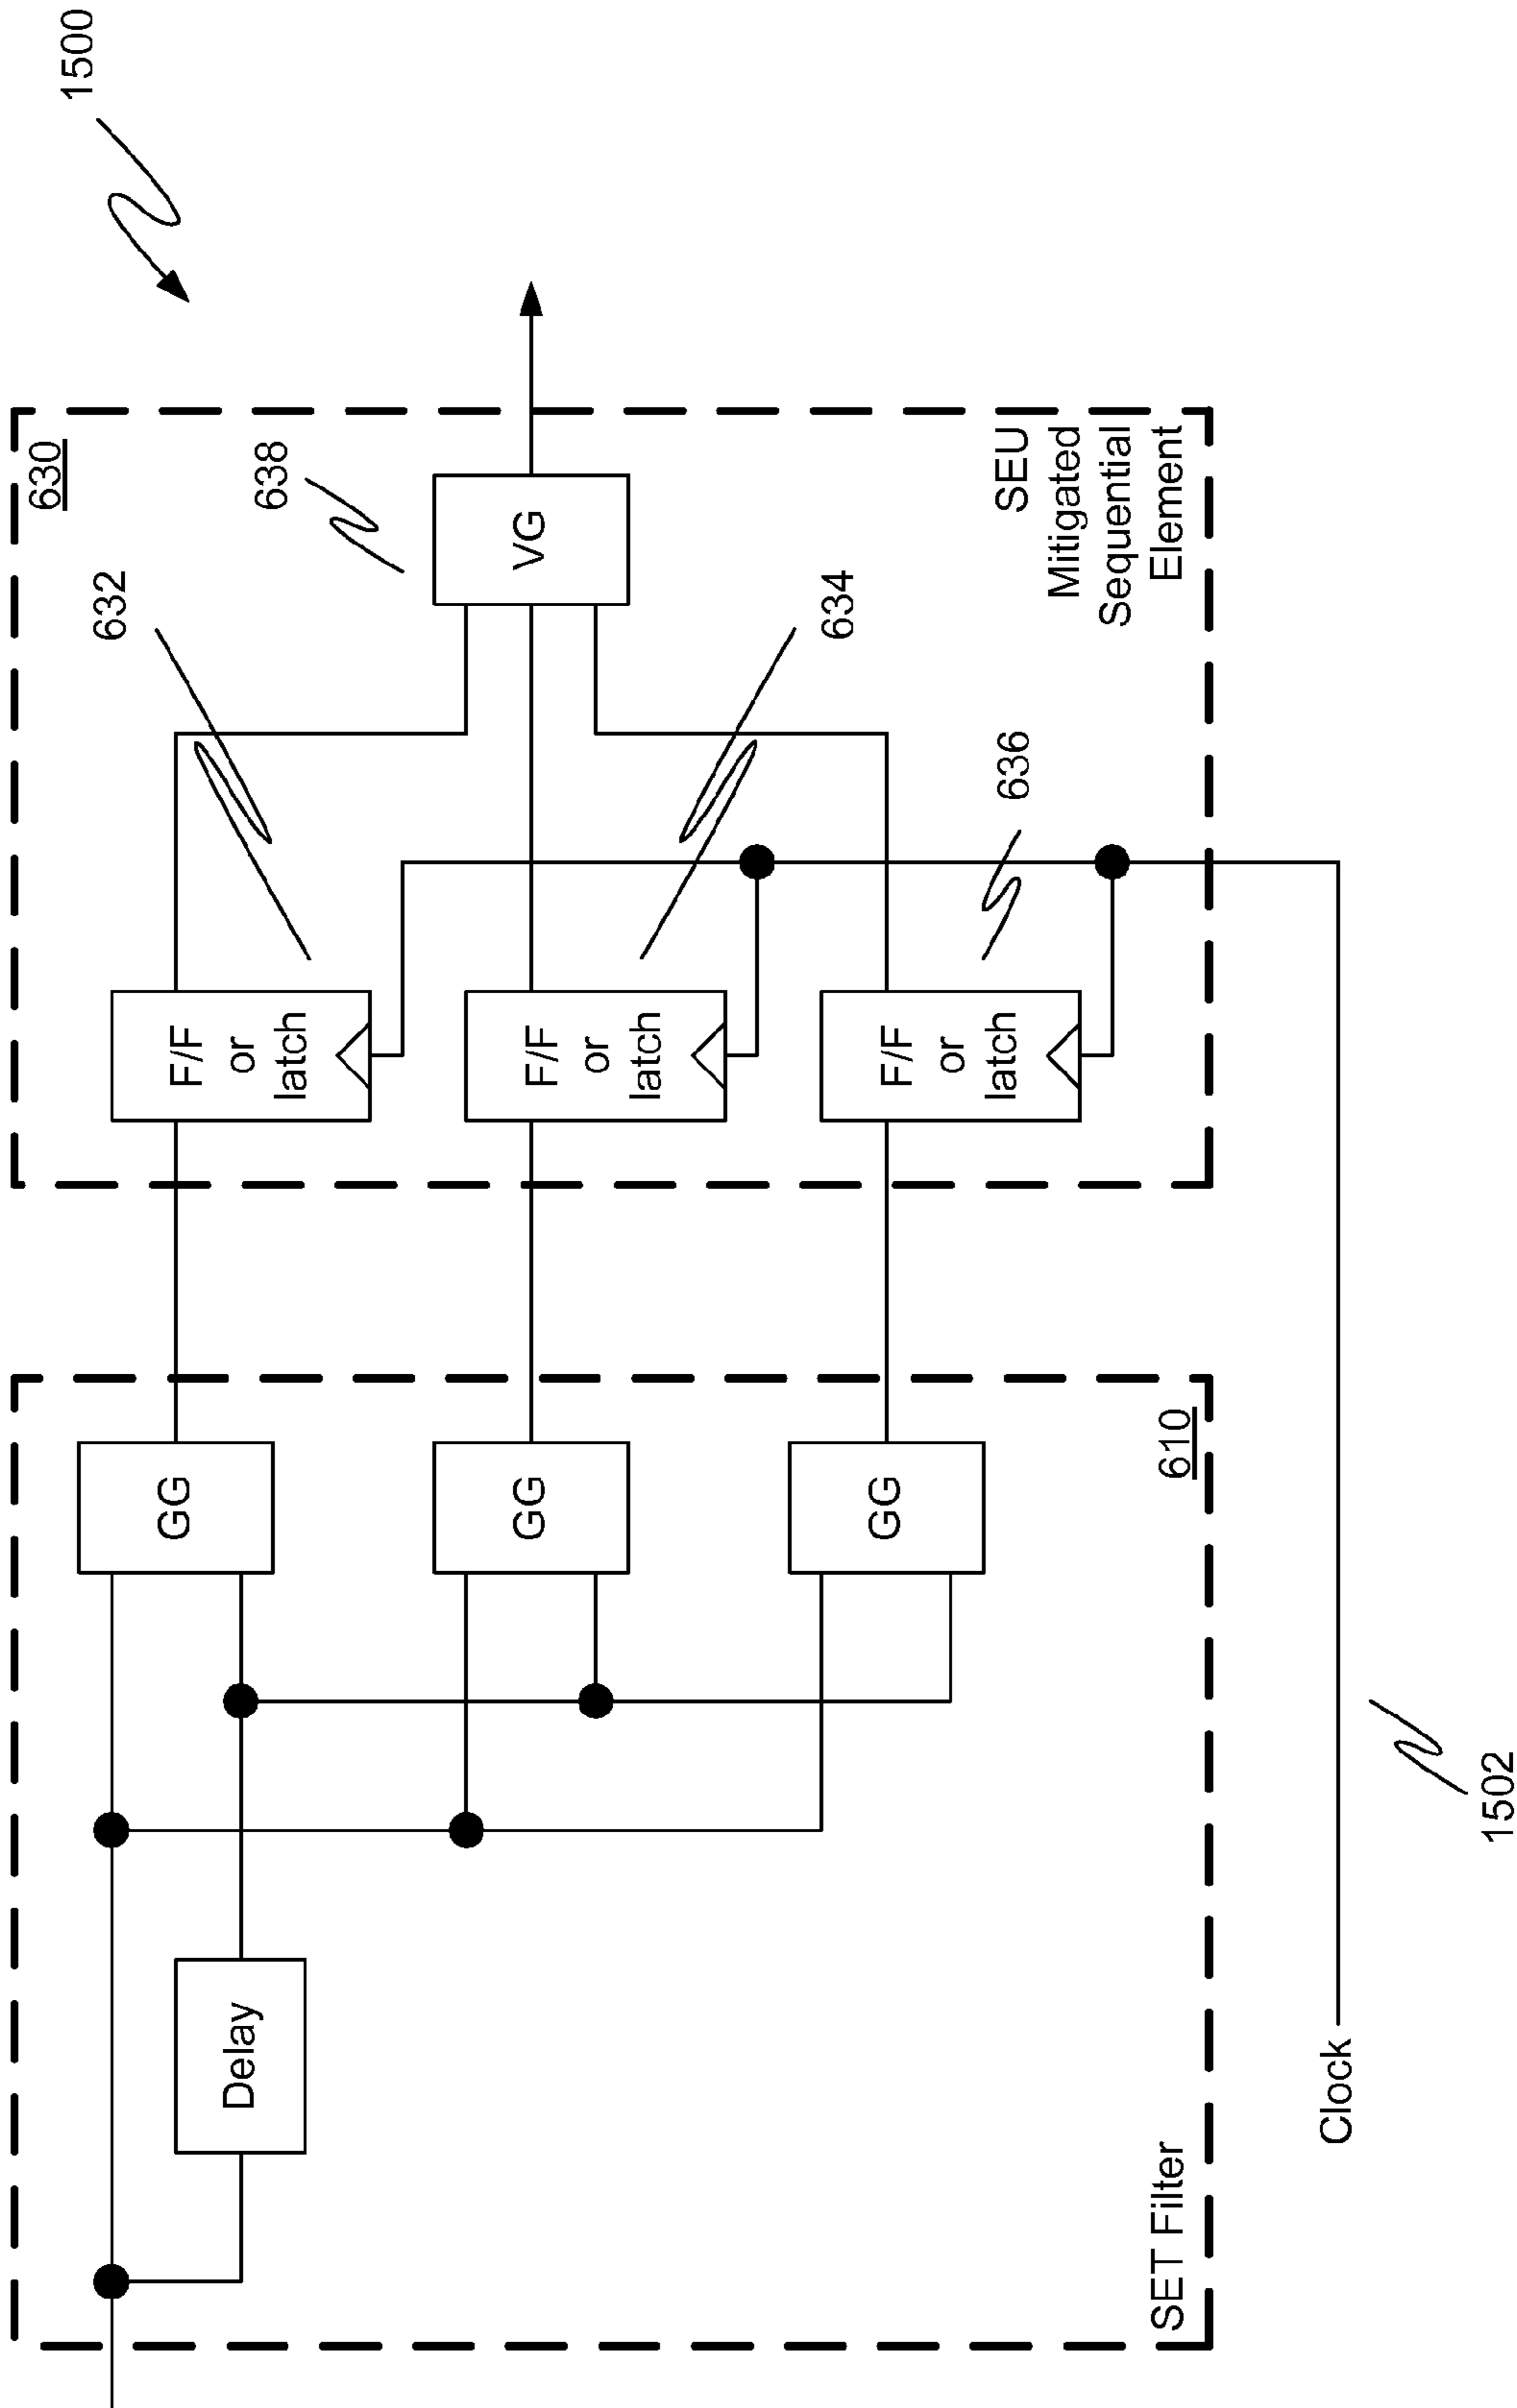 1500
630
638
VG
632
634
636
F/F
or
latch
F/F
or
latch
F/F
or
latch
SEU
Mitigated
Sequential
Element
GG
GG
GG
610
Delay
SET Filter
Clock
1502